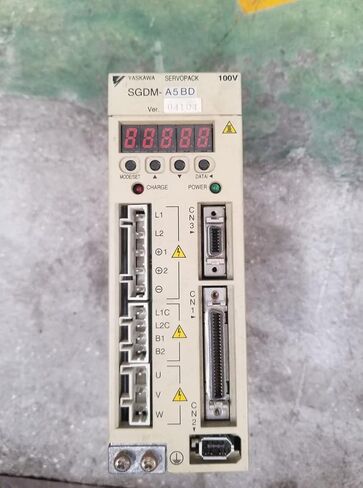 YASKAWA SERVOPACK 100V
SGDM-A5BD
Ver. 04104
MODE/SET ▲ ▼ DATA/◀
CHARGE POWER
CN3
L1
L2
⊕1
⊕2
⊖
CN1
L1C
L2C
B1
B2
U
V
CN2
W